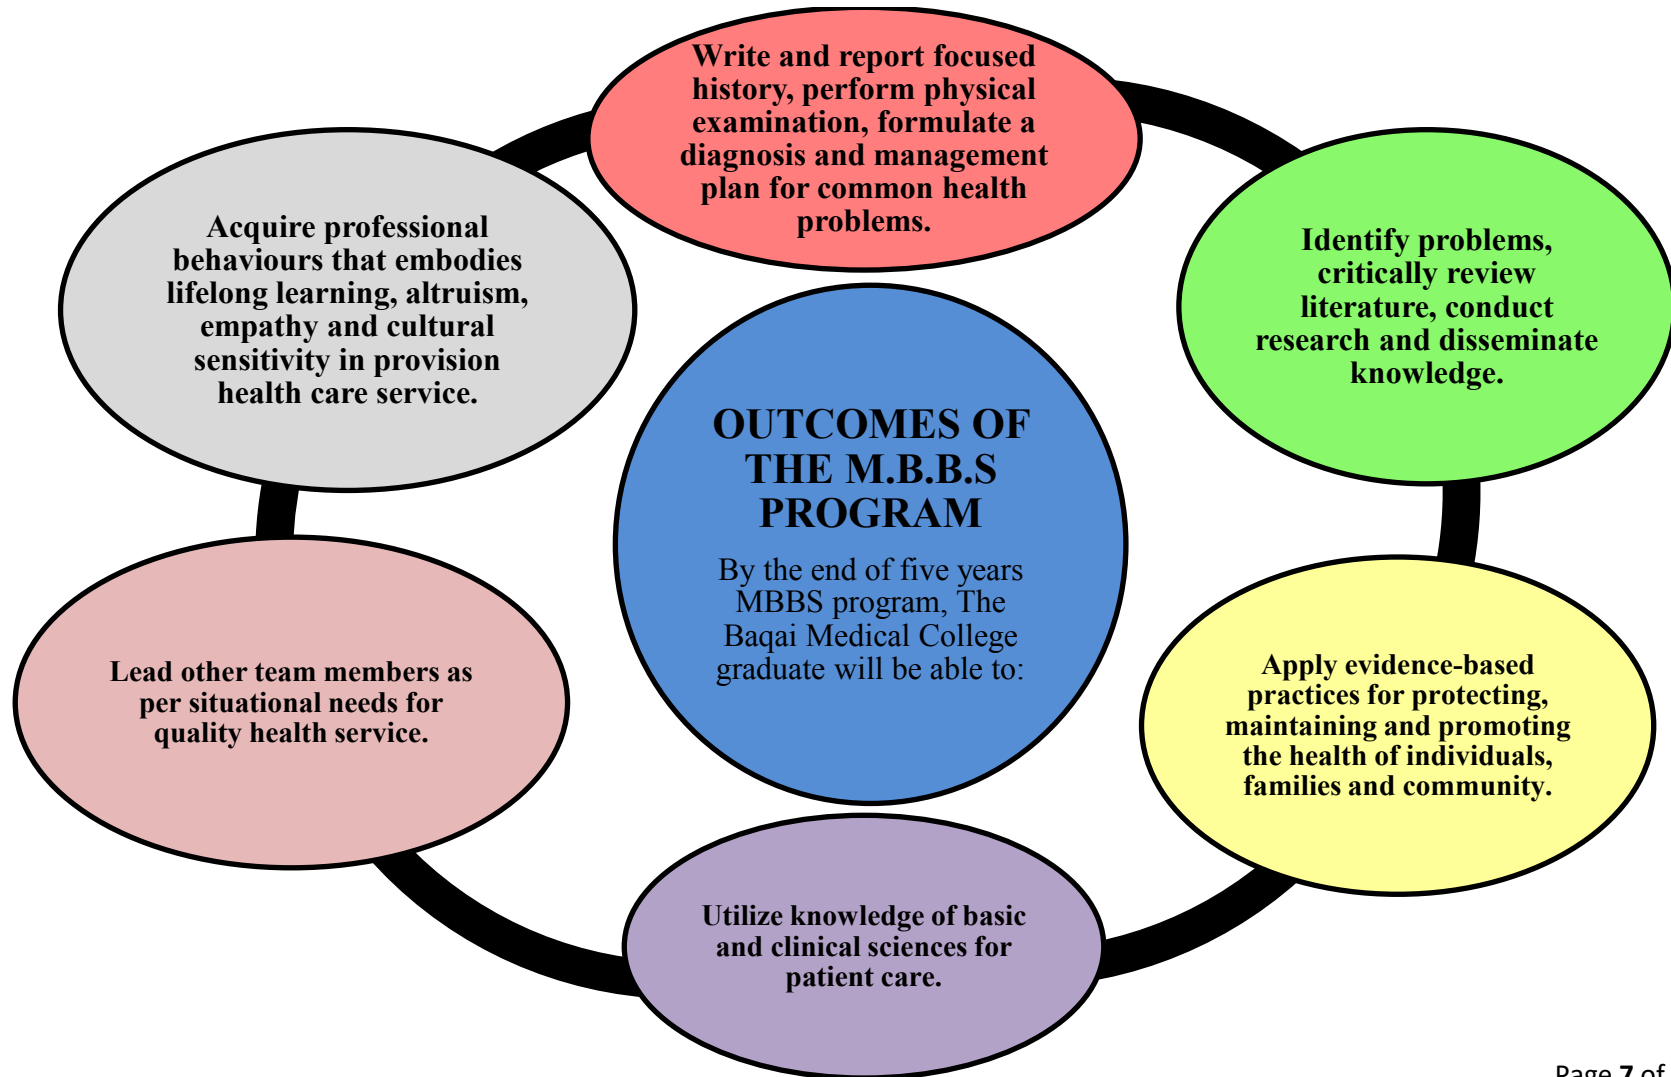 Write and report focused
history, perform physical
examination, formulate a
diagnosis and management
plan for common health
problems.
Identify problems,
critically review
literature, conduct
research and disseminate
knowledge.
Apply evidence-based
practices for protecting,
maintaining and promoting
the health of individuals,
families and community.
Utilize knowledge of basic
and clinical sciences for
patient care.
Lead other team members as
per situational needs for
quality health service.
Acquire professional
behaviours that embodies
lifelong learning, altruism,
empathy and cultural
sensitivity in provision
health care service.
OUTCOMES OF
THE M.B.B.S
PROGRAM
By the end of five years
MBBS program, The
Baqai Medical College
graduate will be able to:
Page 7 of